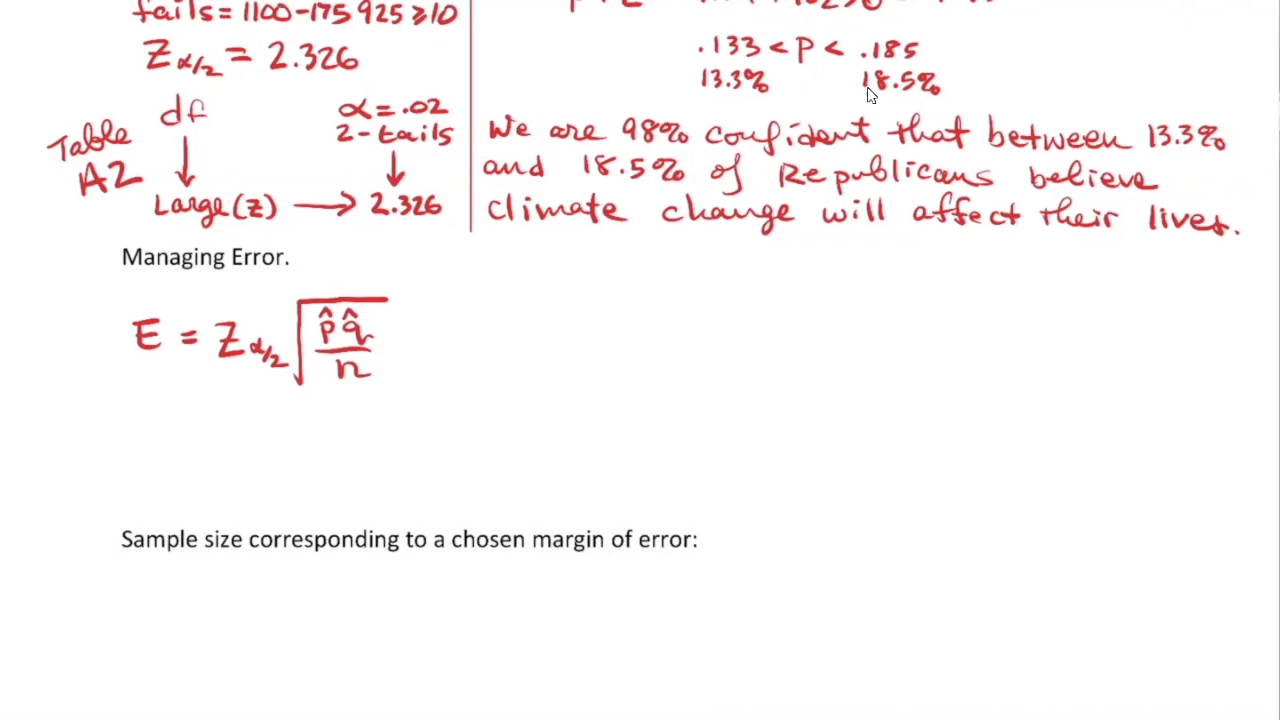 fails = 1100-175 925 ≥ 10
Zα/2 = 2.326
Table A2
df
α = .02
2-tails
Large(z) → 2.326
.133 < p < .185
13.3% 18.5%
We are 98% confident that between 13.3%
and 18.5% of Republicans believe
climate change will affect their lives.
Managing Error.
E = Zα/2 √(p̂q̂/n)
Sample size corresponding to a chosen margin of error: